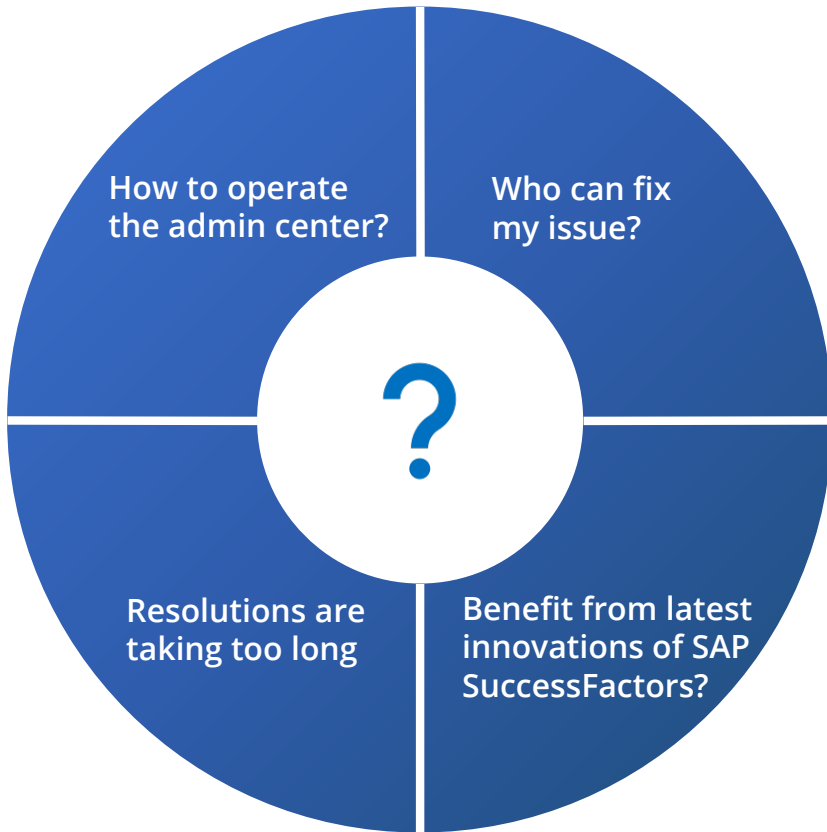 How to operate
the admin center?
Who can fix
my issue?
?
Resolutions are
taking too long
Benefit from latest
innovations of SAP
SuccessFactors?